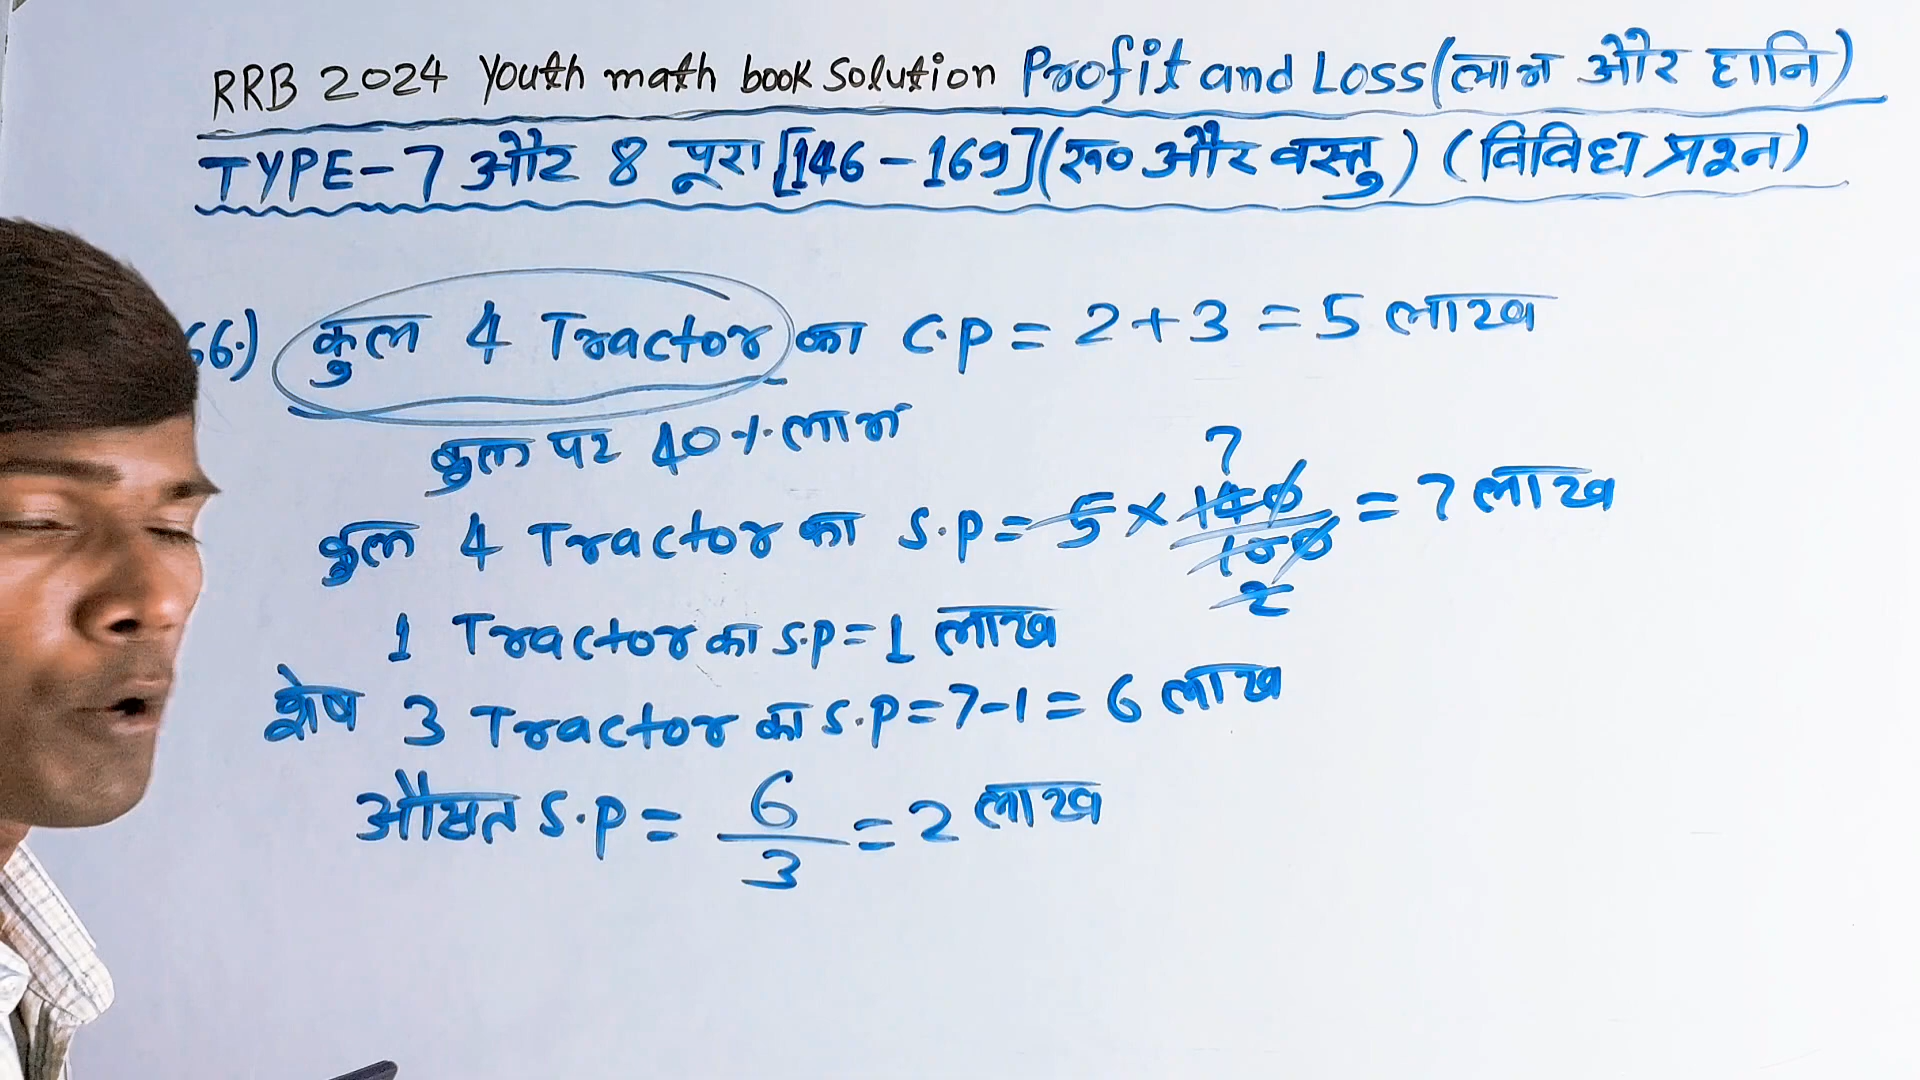 RRB 2024 Youth math book Solution Profit and Loss (लाभ और हानि)
TYPE-7 और 8 पूरा [146-169] (रू० और वस्तु) (विविध प्रश्न)
66.) कुल 4 Tractor का C.P = 2+3 = 5 लाख
कुल पर 40% लाभ
कुल 4 Tractor का S.P = 5 × 140/100 = 7 लाख
7
2
1 Tractor का S.P = 1 लाख
शेष 3 Tractor का S.P = 7-1 = 6 लाख
औसत S.P = 6/3 = 2 लाख